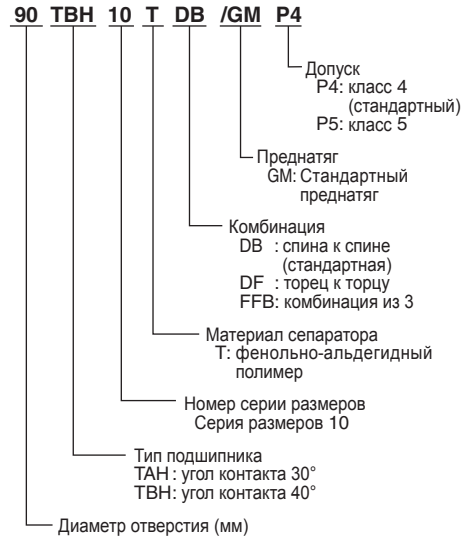 90 TBH 10 T DB /GM P4
Допуск
P4: класс 4
(стандартный)
P5: класс 5
Преднатяг
GM: Стандартный
преднатяг
Комбинация
DB : спина к спине
(стандартная)
DF : торец к торцу
FFB: комбинация из 3
Материал сепаратора
T: фенольно-альдегидный
полимер
Номер серии размеров
Серия размеров 10
Тип подшипника
TAH : угол контакта 30°
TBH : угол контакта 40°
Диаметр отверстия (мм)